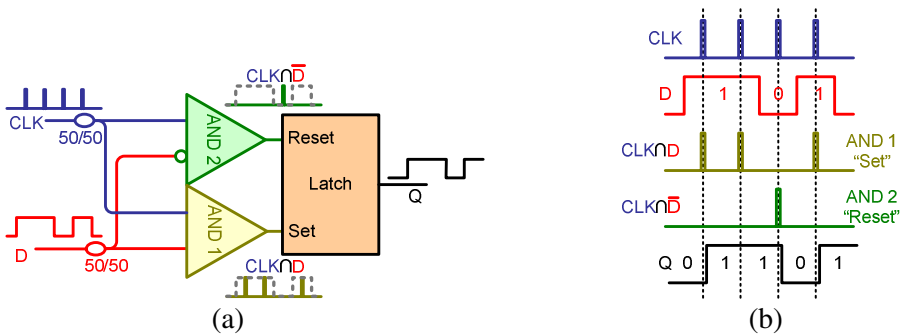 CLK∩D̅
CLK
50/50
AND 2
Reset
Latch
Q
AND 1
Set
D
50/50
CLK∩D
(a)
CLK
D 1 0 1
CLK∩D
AND 1
“Set”
CLK∩D̅
AND 2
“Reset”
Q 0 1 1 0 1
(b)